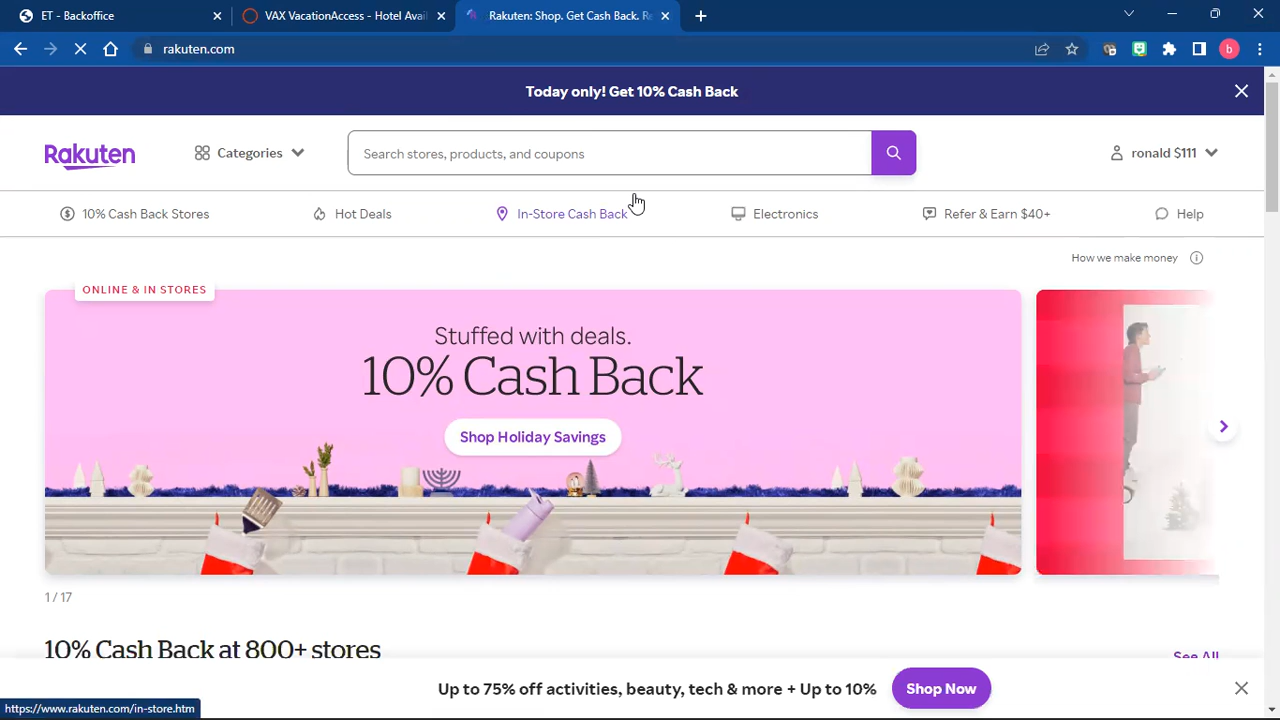 ET - Backoffice
VAX VacationAccess - Hotel Avail
Rakuten: Shop. Get Cash Back. R
rakuten.com
b
Today only! Get 10% Cash Back
Rakuten
Categories
Search stores, products, and coupons
ronald $111
10% Cash Back Stores
Hot Deals
In-Store Cash Back
Electronics
Refer & Earn $40+
Help
How we make money
ONLINE & IN STORES
Stuffed with deals.
10% Cash Back
Shop Holiday Savings
1 / 17
10% Cash Back at 800+ stores
See All
Up to 75% off activities, beauty, tech & more + Up to 10%
Shop Now
https://www.rakuten.com/in-store.htm